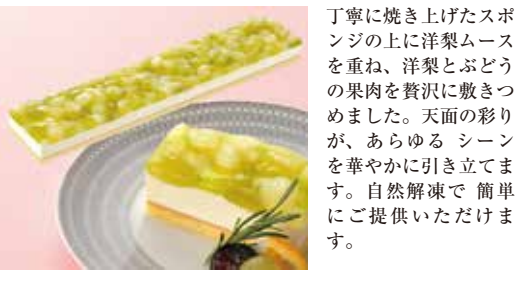 丁寧に焼き上げたスポ
ンジの上に洋梨ムース
を重ね、洋梨とぶどう
の果肉を贅沢に敷きつ
めました。天面の彩り
が、あらゆる シーン
を華やかに引き立てま
す。自然解凍で 簡単
にご提供いただけま
す。